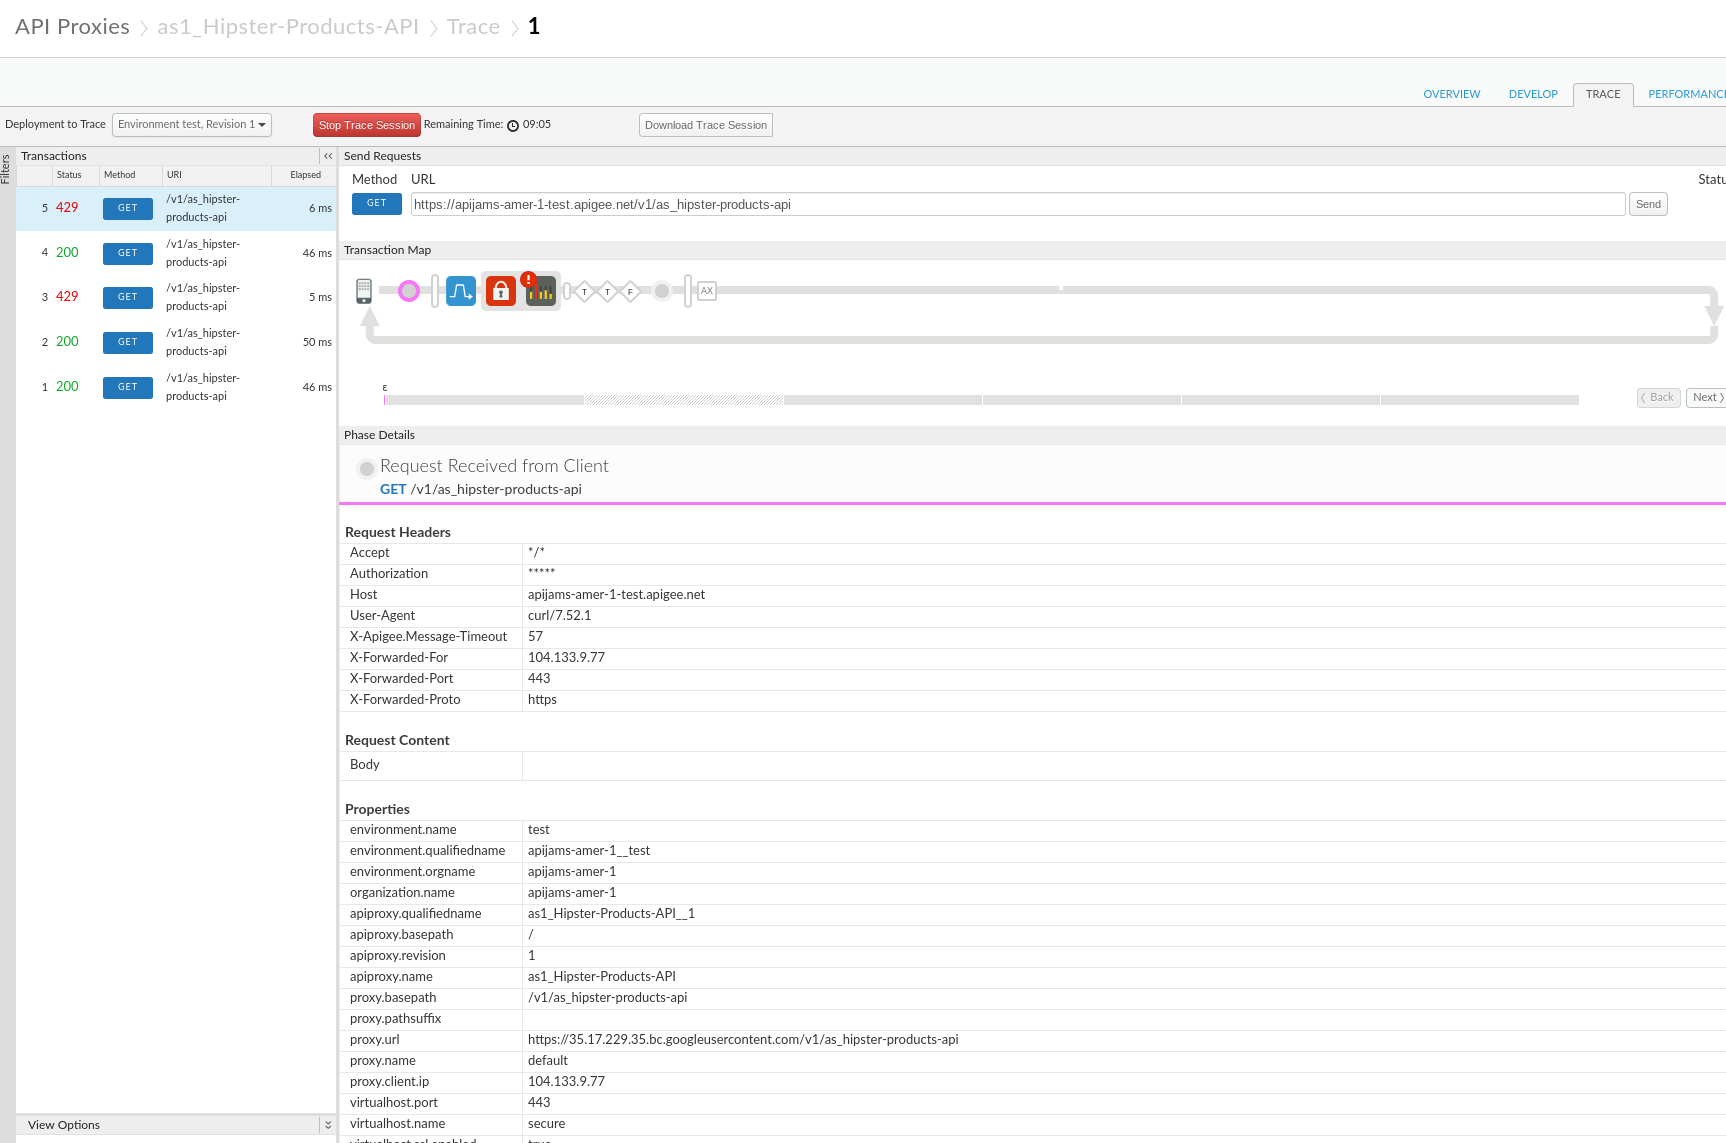 API Proxies > as1_Hipster-Products-API > Trace > 1
OVERVIEW DEVELOP TRACE PERFORMANC
Deployment to Trace Environment test, Revision 1 Stop Trace Session Remaining Time: 09:05 Download Trace Session
Filters
Transactions «
Status Method URI Elapsed
5 429 GET /v1/as_hipster-
products-api 6 ms
4 200 GET /v1/as_hipster-
products-api 46 ms
3 429 GET /v1/as_hipster-
products-api 5 ms
2 200 GET /v1/as_hipster-
products-api 50 ms
1 200 GET /v1/as_hipster-
products-api 46 ms
View Options
Send Requests
Method URL Statu
GET https://apijams-amer-1-test.apigee.net/v1/as_hipster-products-api Send
Transaction Map
! T T F AX
ε
Back Next
Phase Details
Request Received from Client
GET /v1/as_hipster-products-api
Request Headers
Accept */*
Authorization *****
Host apijams-amer-1-test.apigee.net
User-Agent curl/7.52.1
X-Apigee.Message-Timeout 57
X-Forwarded-For 104.133.9.77
X-Forwarded-Port 443
X-Forwarded-Proto https
Request Content
Body
Properties
environment.name test
environment.qualifiedname apijams-amer-1__test
environment.orgname apijams-amer-1
organization.name apijams-amer-1
apiproxy.qualifiedname as1_Hipster-Products-API__1
apiproxy.basepath /
apiproxy.revision 1
apiproxy.name as1_Hipster-Products-API
proxy.basepath /v1/as_hipster-products-api
proxy.pathsuffix
proxy.url https://35.17.229.35.bc.googleusercontent.com/v1/as_hipster-products-api
proxy.name default
proxy.client.ip 104.133.9.77
virtualhost.port 443
virtualhost.name secure
virtualhost.ssl.enabled true